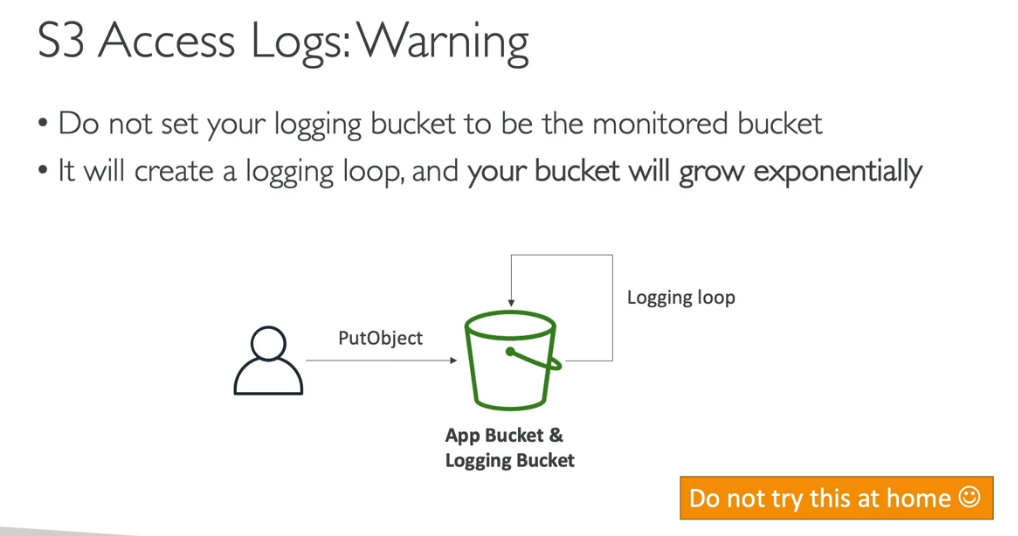 S3 Access Logs: Warning
• Do not set your logging bucket to be the monitored bucket
• It will create a logging loop, and your bucket will grow exponentially
Logging loop
PutObject
App Bucket &
Logging Bucket
Do not try this at home ☺